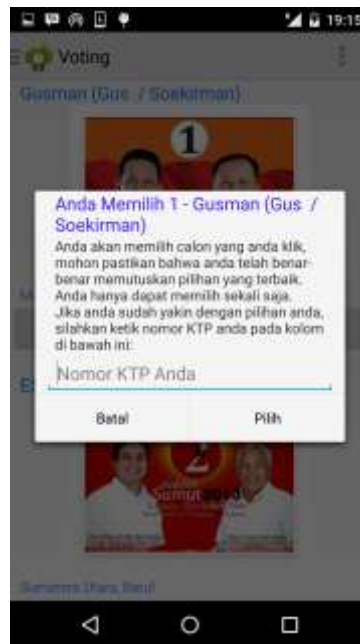 19:15
Voting
Gusman (Gus / Soekirman)
1
Anda Memilih 1 - Gusman (Gus /
Soekirman)
Anda akan memilih calon yang anda klik,
mohon pastikan bahwa anda telah benar-
benar memutuskan pilihan yang terbaik.
Anda hanya dapat memilih sekali saja.
Jika anda sudah yakin dengan pilihan anda,
silahkan ketik nomor KTP anda pada kolom
di bawah ini:
Nomor KTP Anda
Batal Pilih
2
Sumut
Sumatera Utara,